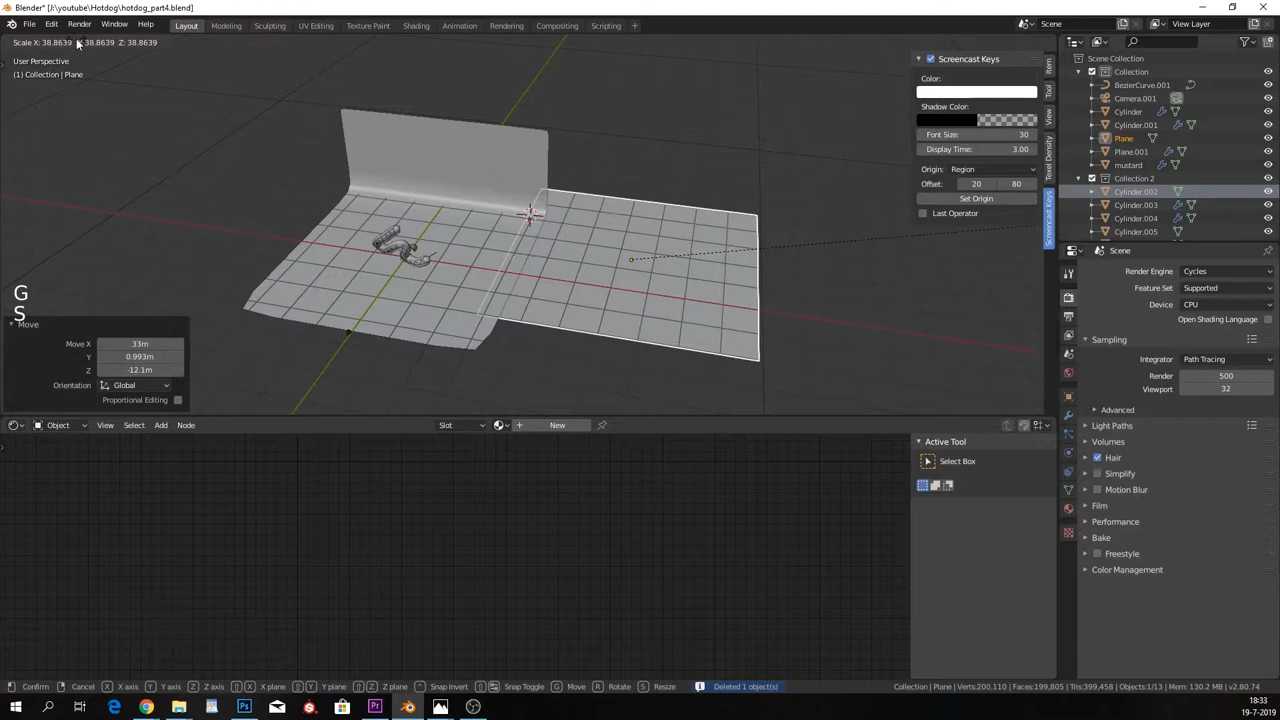 Blender* [J:\youtube\Hotdog\hotdog_part4.blend]
File Edit Render Window Help Layout Modeling Sculpting UV Editing Texture Paint Shading Animation Rendering Compositing Scripting Scene View Layer
Scale X: 38.8639 38.8639 Z: 38.8639
User Perspective
(1) Collection | Plane
G
S
Move
Move X 33m
Y 0.993m
Z -12.1m
Orientation Global
Proportional Editing
Screencast Keys
Color:
Shadow Color:
Font Size: 30
Display Time: 3.00
Origin: Region
Offset: 20 80
Set Origin
Last Operator
Item
Tool
View
Texel Density
Screencast Keys
Scene Collection
Collection
BezierCurve.001
Camera.001
Cylinder
Cylinder.001
Plane
Plane.001
mustard
Collection 2
Cylinder.002
Cylinder.003
Cylinder.004
Cylinder.005
Scene
Render Engine Cycles
Feature Set Supported
Device CPU
Open Shading Language
Sampling
Integrator Path Tracing
Render 500
Viewport 32
Advanced
Light Paths
Volumes
Hair
Simplify
Motion Blur
Film
Performance
Bake
Freestyle
Color Management
Object View Select Add Node Slot New
Active Tool
Select Box
Confirm Cancel X X axis Y Y axis Z Z axis X X plane Y Y plane Z Z plane Snap Invert Snap Toggle G Move R Rotate S Resize Deleted 1 object(s) Collection | Plane | Verts:200,110 | Faces:199,805 | Tris:399,458 | Objects:1/13 | Mem: 130.2 MB | v2.80.74
18:33
19-7-2019